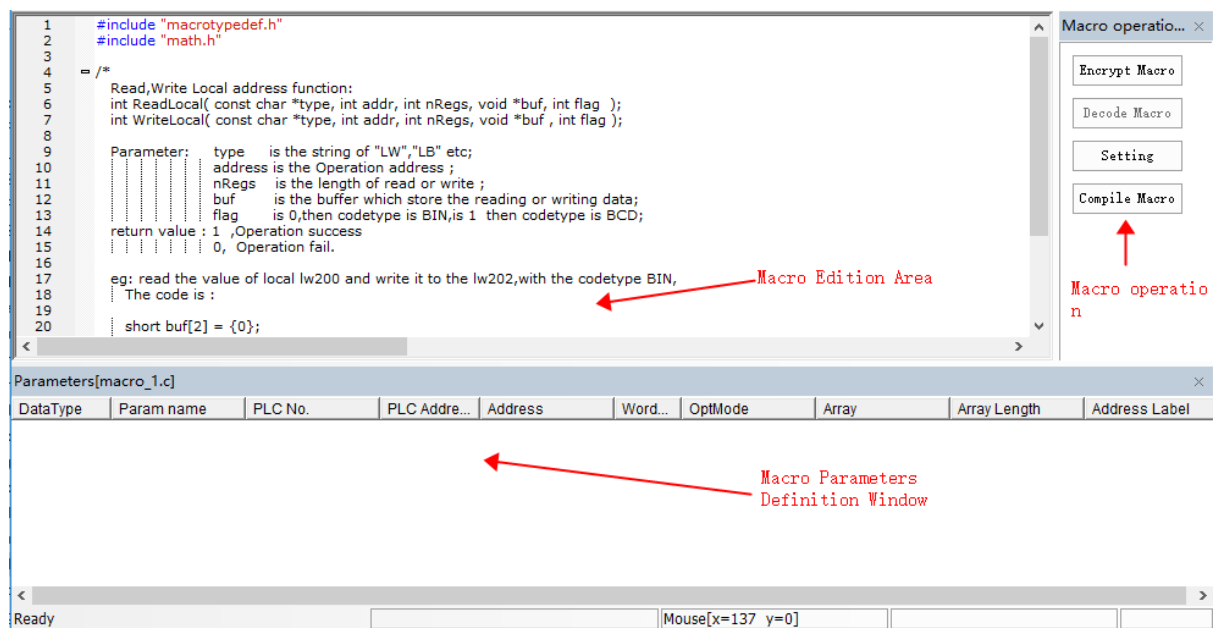 1 #include "macrotypedef.h"
2 #include "math.h"
3
4 /*
5 Read,Write Local address function:
6 int ReadLocal( const char *type, int addr, int nRegs, void *buf, int flag );
7 int WriteLocal( const char *type, int addr, int nRegs, void *buf , int flag );
8
9 Parameter: type is the string of "LW","LB" etc;
10 address is the Operation address ;
11 nRegs is the length of read or write ;
12 buf is the buffer which store the reading or writing data;
13 flag is 0,then codetype is BIN,is 1 then codetype is BCD;
14 return value : 1 ,Operation success
15 0, Operation fail.
16
17 eg: read the value of local lw200 and write it to the lw202,with the codetype BIN,
18 The code is :
19
20 short buf[2] = {0};
Macro Edition Area
Macro operatio... ×
Encrypt Macro
Decode Macro
Setting
Compile Macro
Macro operatio
n
Parameters[macro_1.c] ×
DataType Param name PLC No. PLC Addre... Address Word... OptMode Array Array Length Address Label
Macro Parameters
Definition Window
Ready Mouse[x=137 y=0]